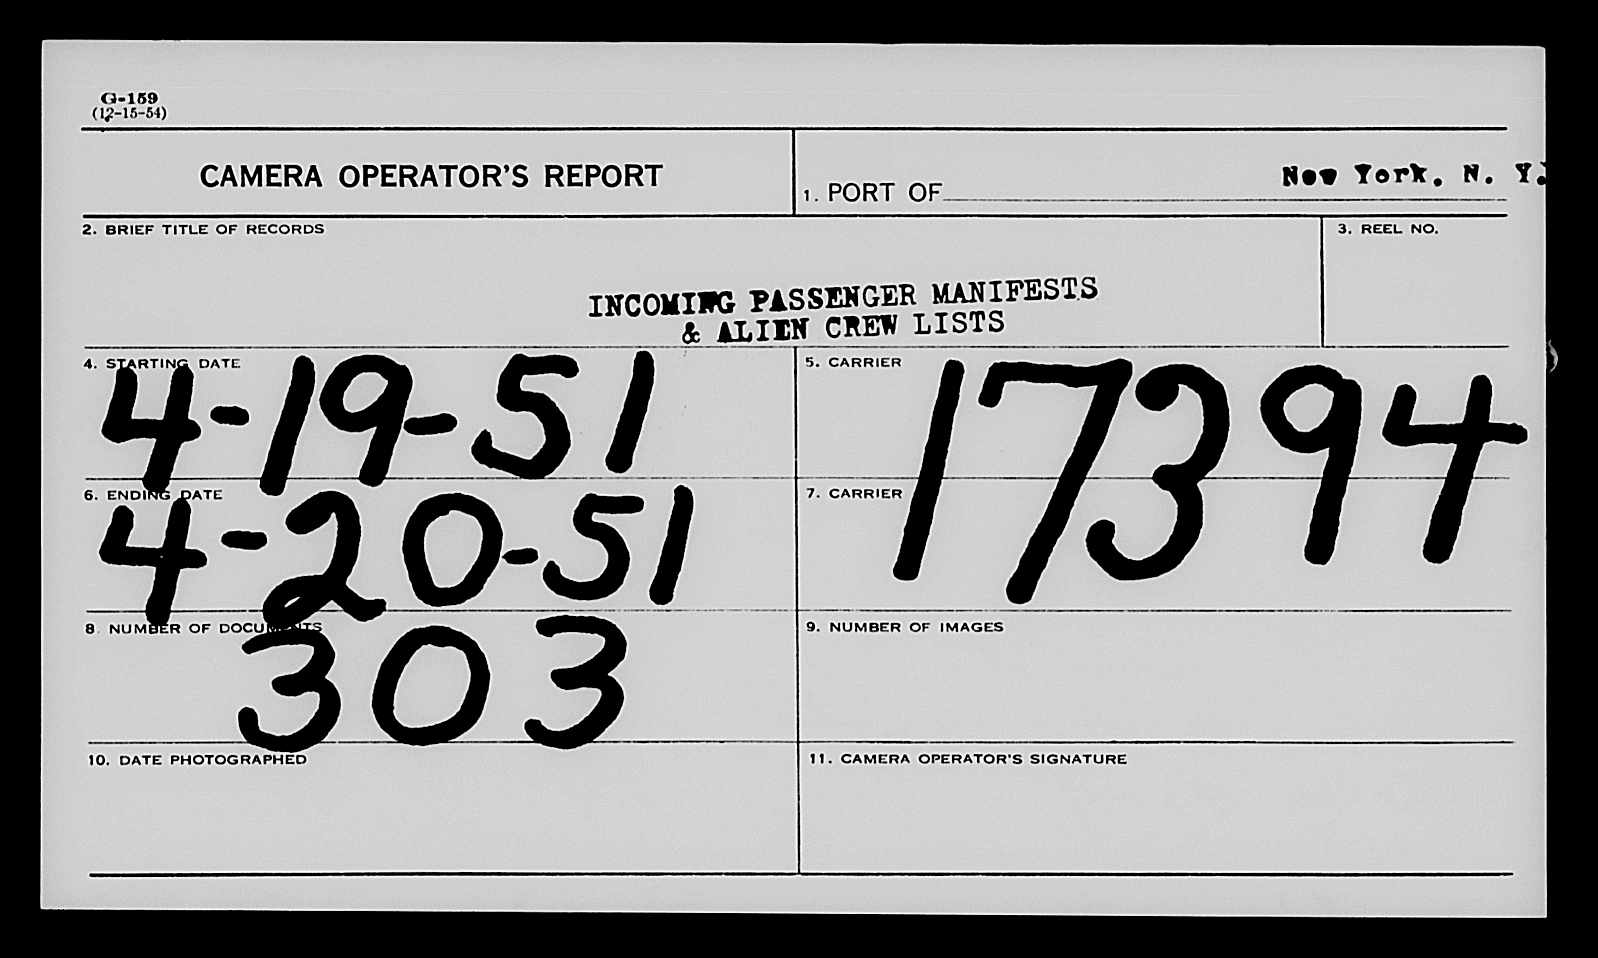 G-159
(12-15-54)
CAMERA OPERATOR'S REPORT
1. PORT OF New York, N. Y.
2. BRIEF TITLE OF RECORDS
3. REEL NO.
INCOMING PASSENGER MANIFESTS
& ALIEN CREW LISTS
4. STARTING DATE
4-19-51
5. CARRIER
17394
6. ENDING DATE
4-20-51
7. CARRIER
8. NUMBER OF DOCUMENTS
303
9. NUMBER OF IMAGES
10. DATE PHOTOGRAPHED
11. CAMERA OPERATOR'S SIGNATURE